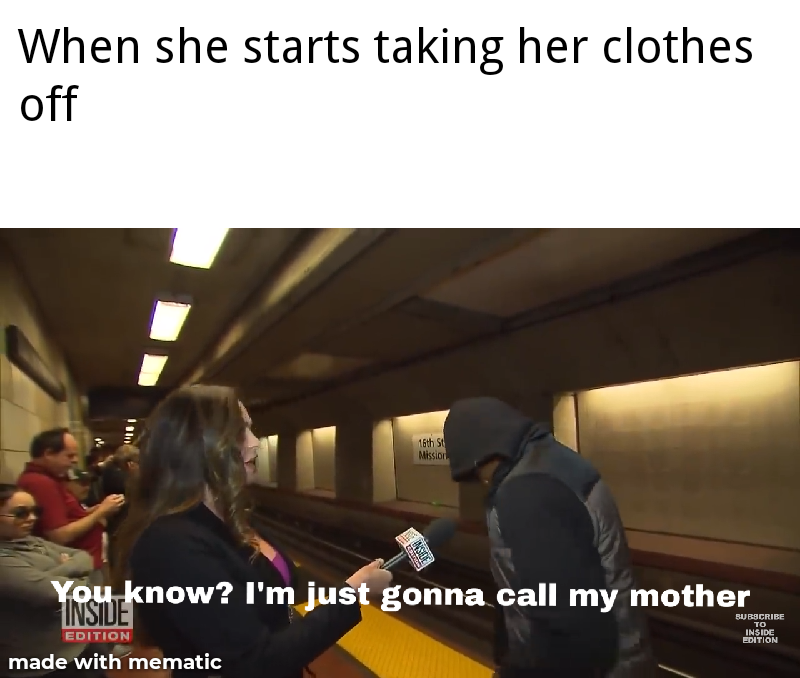 When she starts taking her clothes
off
16th St
Mission
You know? I'm just gonna call my mother
INSIDE
EDITION
SUBSCRIBE
TO
INSIDE
EDITION
made with mematic